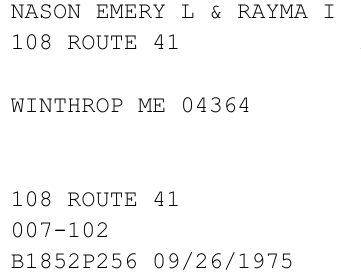 NASON EMERY L & RAYMA I
108 ROUTE 41
WINTHROP ME 04364
108 ROUTE 41
007-102
B1852P256 09/26/1975